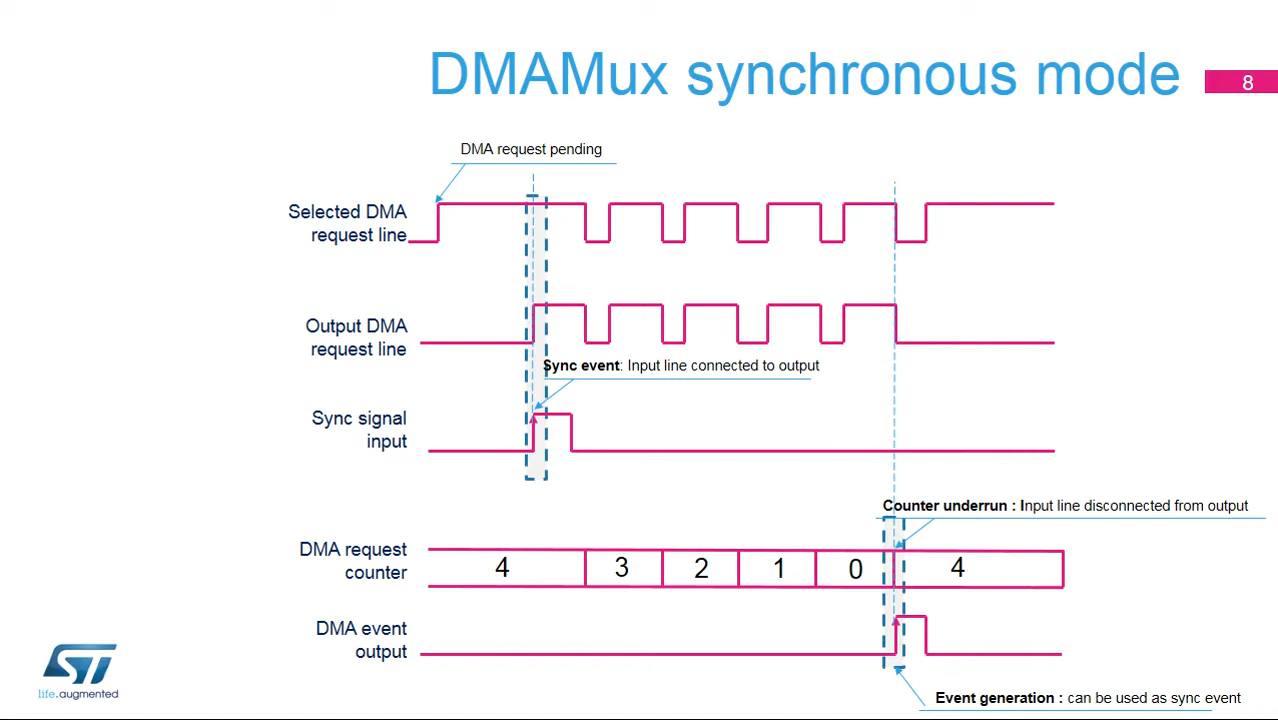 DMAMux synchronous mode
8
DMA request pending
Selected DMA
request line
Output DMA
request line
Sync event: Input line connected to output
Sync signal
input
Counter underrun : Input line disconnected from output
DMA request
counter
4 3 2 1 0 4
DMA event
output
ST
life.augmented
Event generation : can be used as sync event